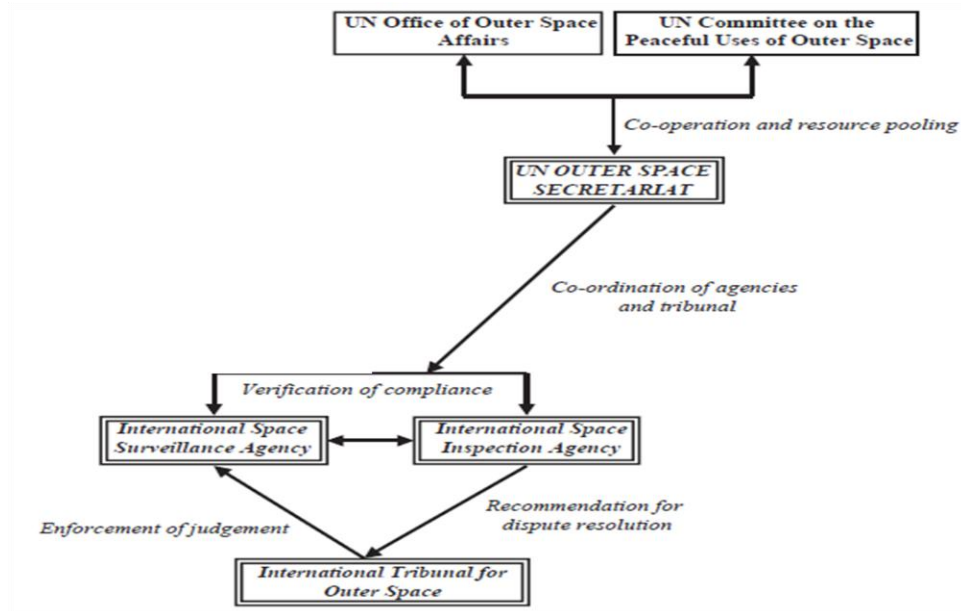 UN Office of Outer Space
Affairs
UN Committee on the
Peaceful Uses of Outer Space
Co-operation and resource pooling
UN OUTER SPACE
SECRETARIAT
Co-ordination of agencies
and tribunal
Verification of compliance
International Space
Surveillance Agency
International Space
Inspection Agency
Enforcement of judgement
Recommendation for
dispute resolution
International Tribunal for
Outer Space